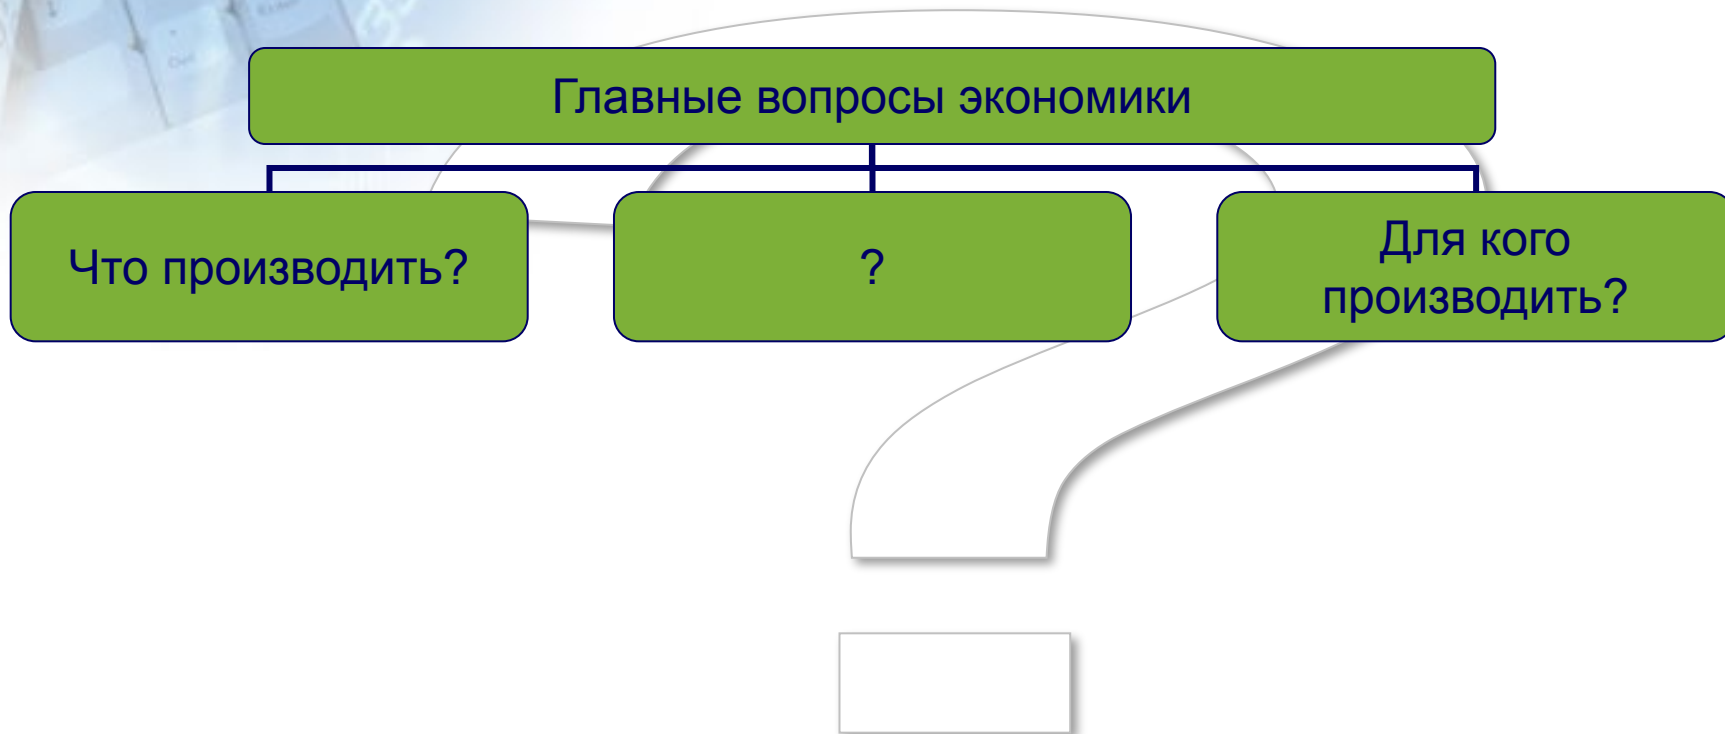 Главные вопросы экономики
Что производить?
?
Для кого
производить?